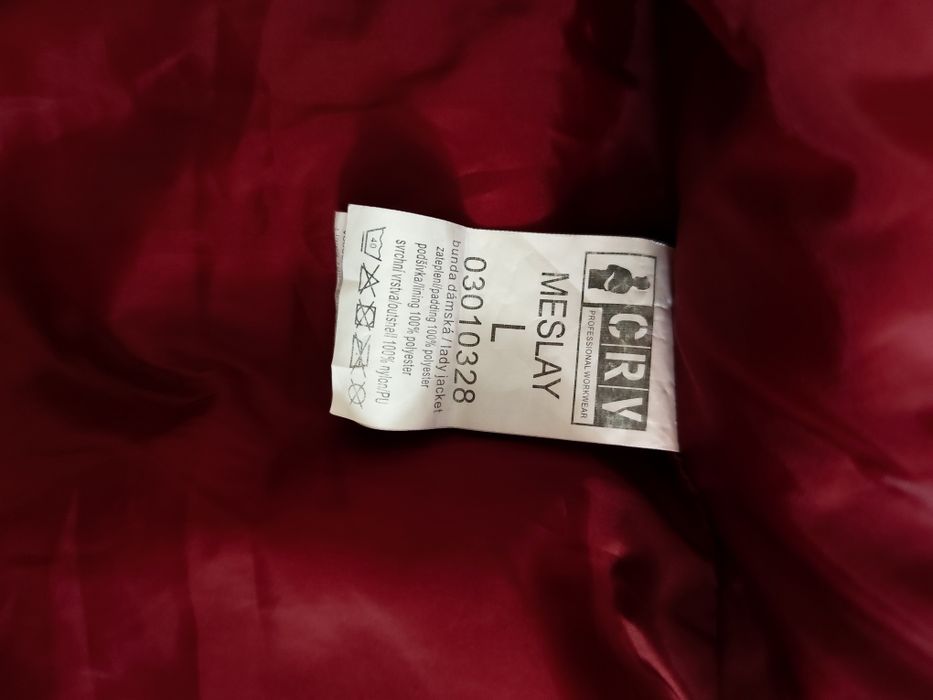 CRV
PROFESSIONAL WORKWEAR
MESLAY
L
03010328
bunda dámská / lady jacket
zateplení/padding 100% polyester
podšívka/lining 100% polyester
svrchní vrstva/outshell 100% nylon/PU
40